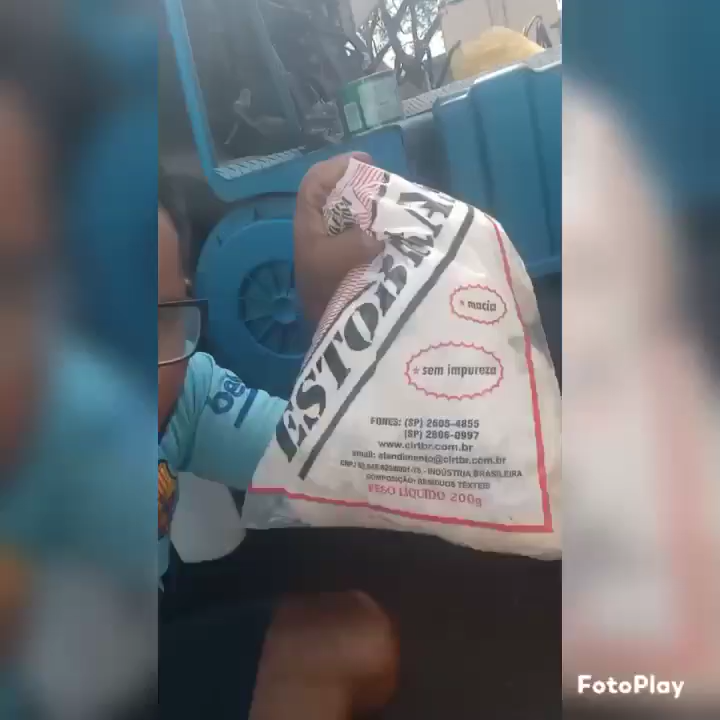 ESTOPA
* macia
* sem impureza
FONES: (SP) 2605-4855
(SP) 2606-0997
www.cirtbr.com.br
email: atendimento@cirtbr.com.br
- INDÚSTRIA BRASILEIRA
COMPOSIÇÃO: RESÍDUOS TÊXTEIS
PESO LÍQUIDO 200g
FotoPlay